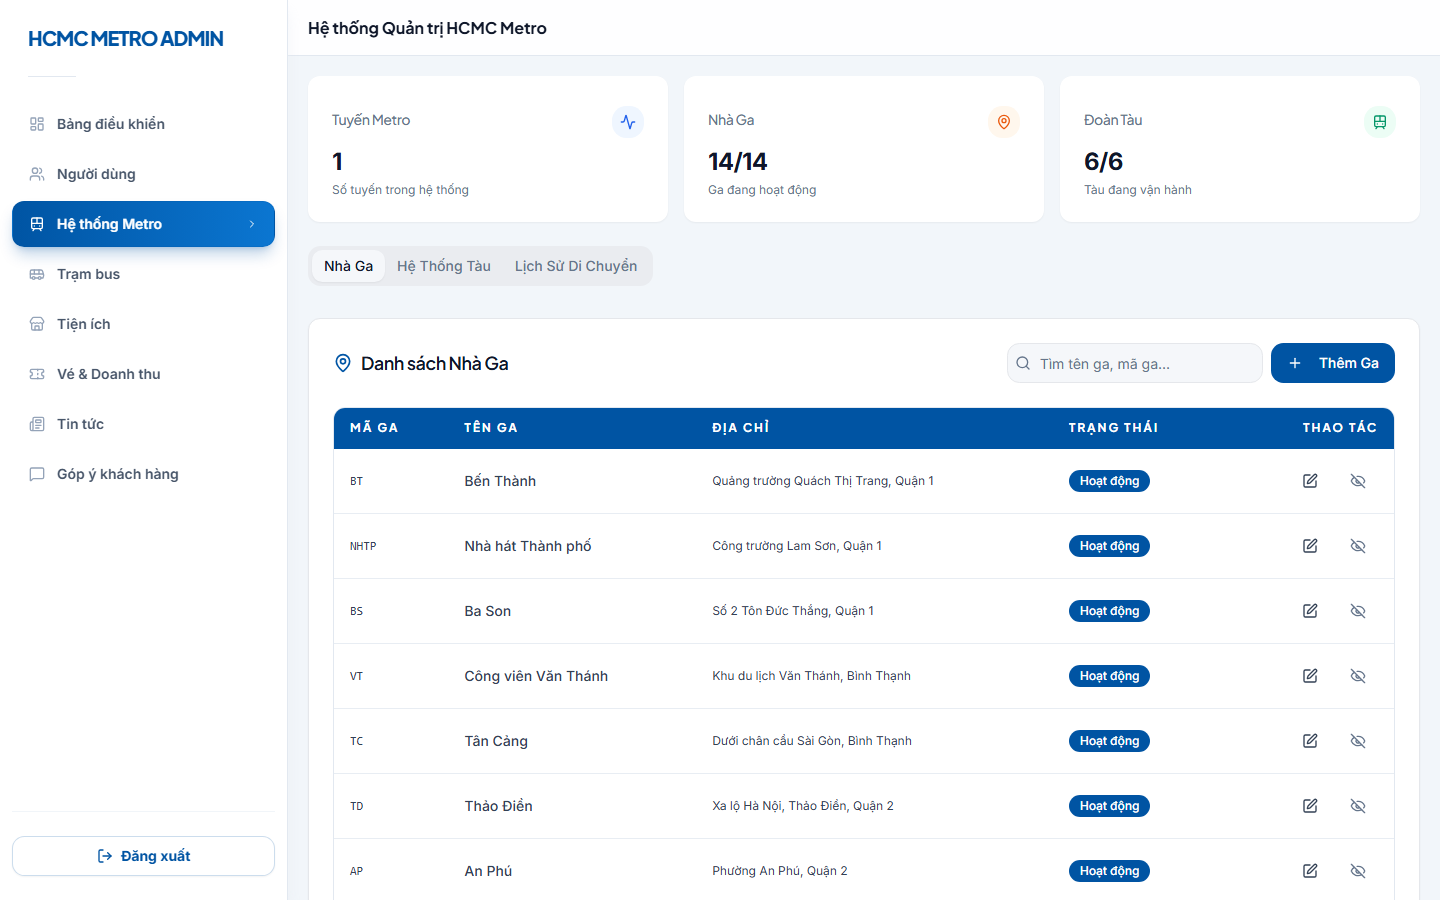 HCMC METRO ADMIN
Bảng điều khiển
Người dùng
Hệ thống Metro
Trạm bus
Tiện ích
Vé & Doanh thu
Tin tức
Góp ý khách hàng
Đăng xuất
Hệ thống Quản trị HCMC Metro
Tuyến Metro
1
Số tuyến trong hệ thống
Nhà Ga
14/14
Ga đang hoạt động
Đoàn Tàu
6/6
Tàu đang vận hành
Nhà Ga Hệ Thống Tàu Lịch Sử Di Chuyển
Danh sách Nhà Ga
Tìm tên ga, mã ga...
Thêm Ga
MÃ GA TÊN GA ĐỊA CHỈ TRẠNG THÁI THAO TÁC
BT Bến Thành Quảng trường Quách Thị Trang, Quận 1 Hoạt động
NHTP Nhà hát Thành phố Công trường Lam Sơn, Quận 1 Hoạt động
BS Ba Son Số 2 Tôn Đức Thắng, Quận 1 Hoạt động
VT Công viên Văn Thánh Khu du lịch Văn Thánh, Bình Thạnh Hoạt động
TC Tân Cảng Dưới chân cầu Sài Gòn, Bình Thạnh Hoạt động
TD Thảo Điền Xa lộ Hà Nội, Thảo Điền, Quận 2 Hoạt động
AP An Phú Phường An Phú, Quận 2 Hoạt động